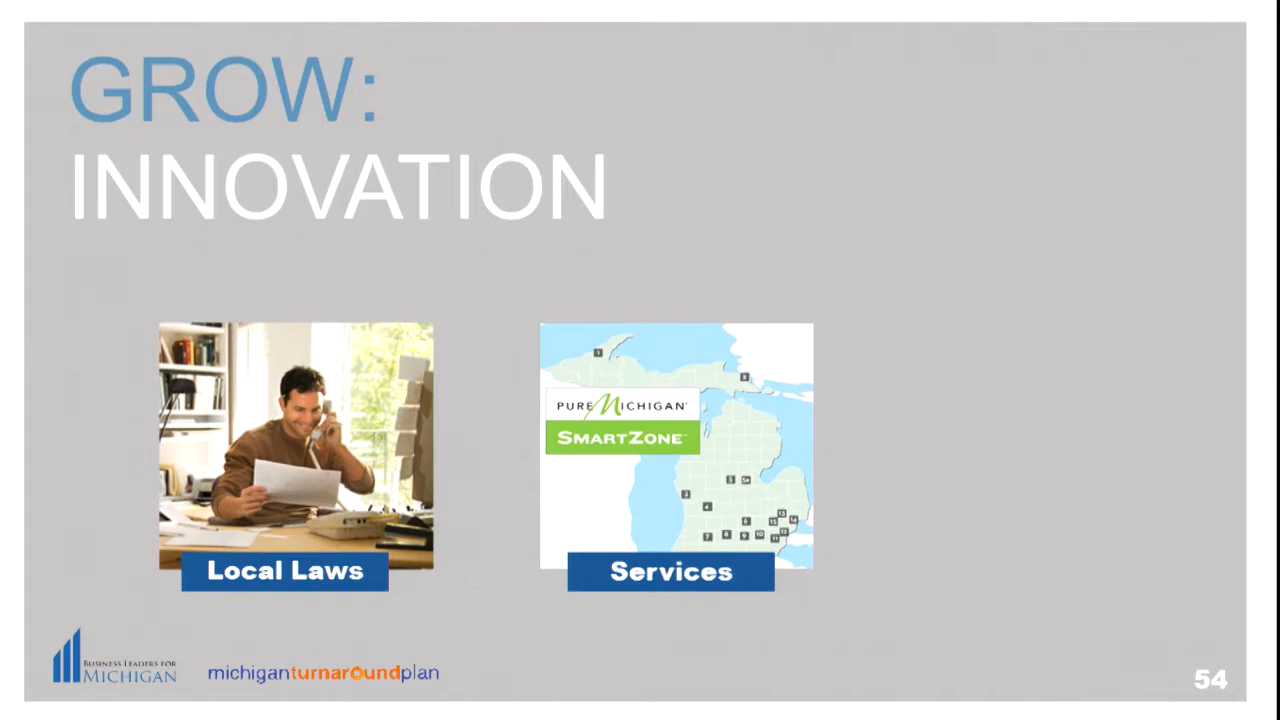 GROW:
INNOVATION
PURE MICHIGAN
SMARTZONE
Local Laws
Services
BUSINESS LEADERS FOR
MICHIGAN
michiganturnaroundplan
54